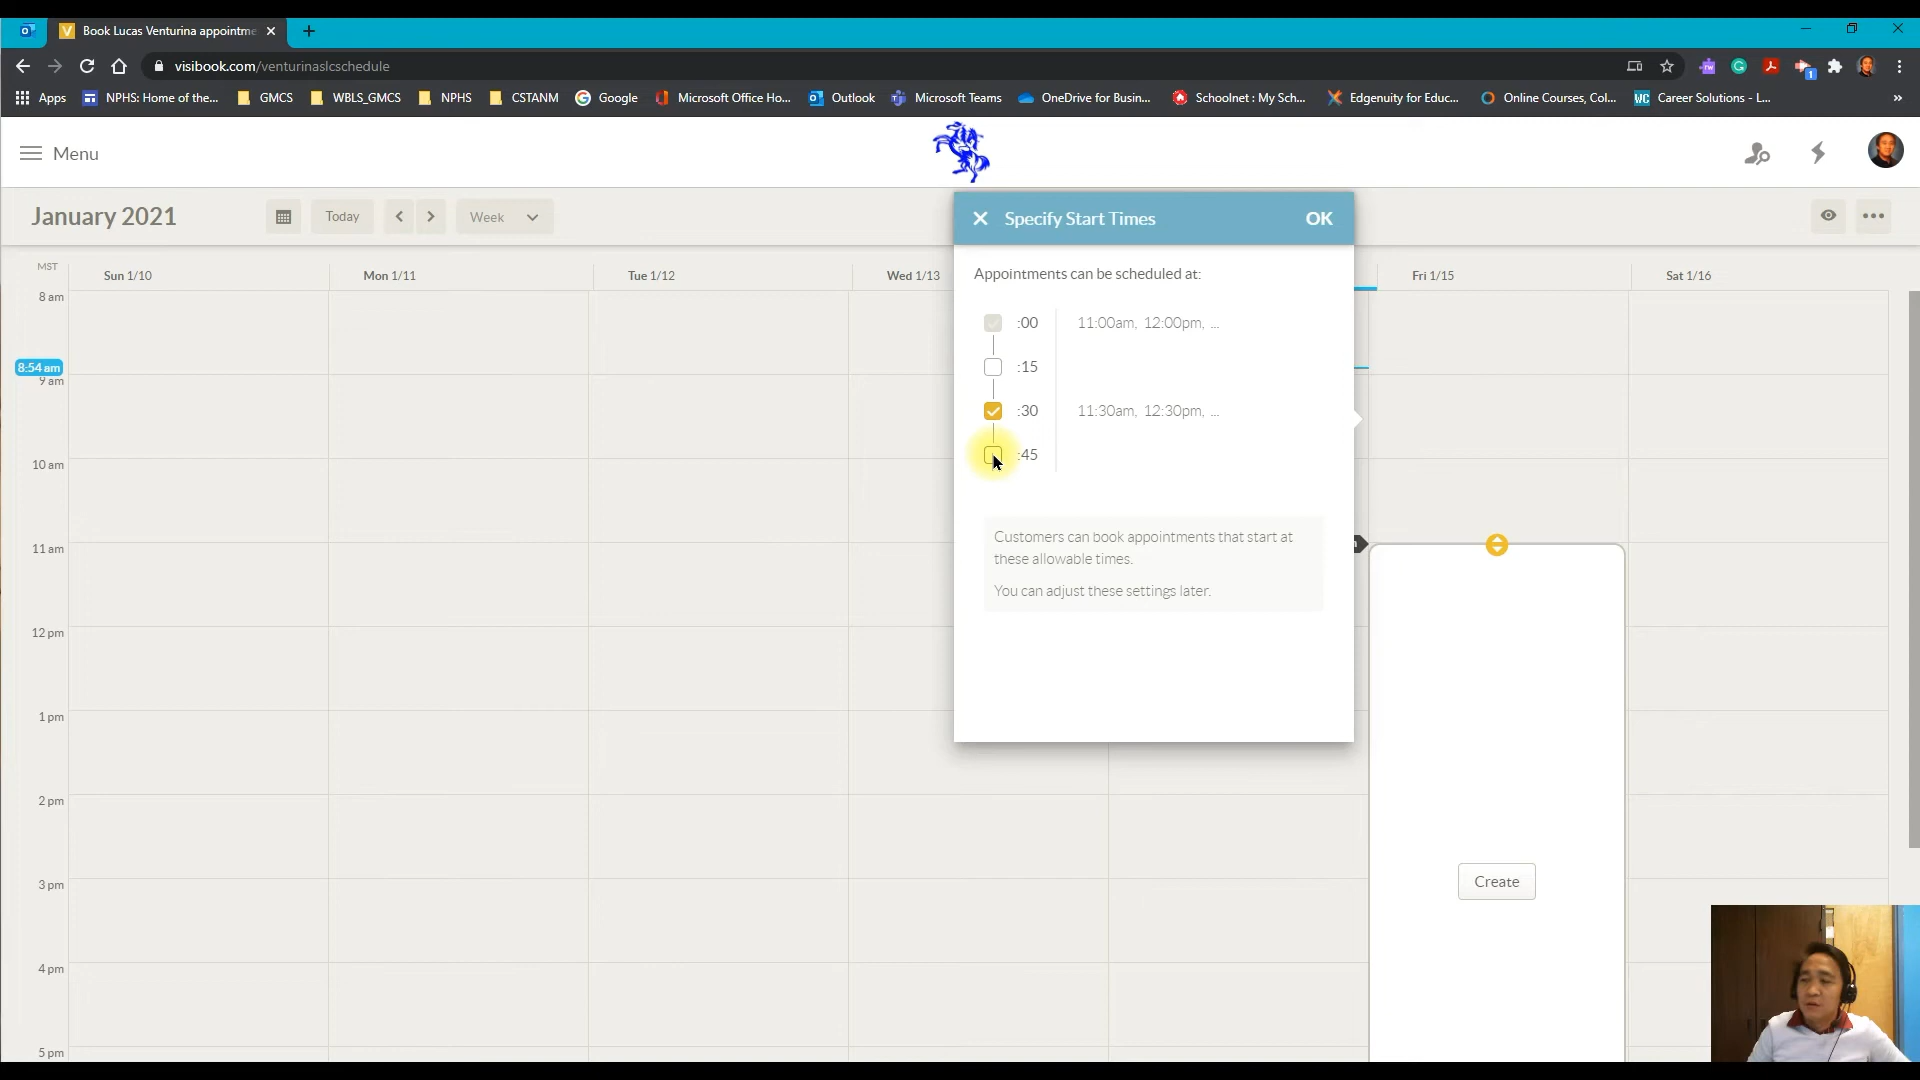 Book Lucas Venturina appointme
visibook.com/venturinaslcschedule
1
Apps NPHS: Home of the... GMCS WBLS_GMCS NPHS CSTANM Google Microsoft Office Ho... Outlook Microsoft Teams OneDrive for Busin... Schoolnet : My Sch... Edgenuity for Educ... Online Courses, Col... WC Career Solutions - L... »
Menu
January 2021 Today Week
Specify Start Times OK
MST Sun 1/10 Mon 1/11 Tue 1/12 Wed 1/13 Fri 1/15 Sat 1/16
Appointments can be scheduled at:
:00 11:00am, 12:00pm, ...
:15
:30 11:30am, 12:30pm, ...
:45
Customers can book appointments that start at
these allowable times.
You can adjust these settings later.
Create
8 am
8:54 am
9 am
10 am
11 am
12 pm
1 pm
2 pm
3 pm
4 pm
5 pm